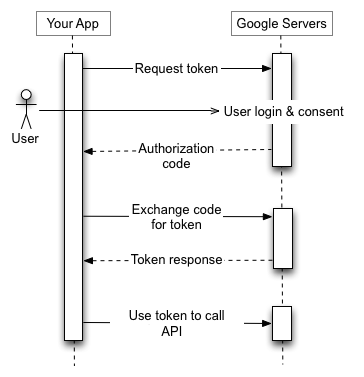 Your App
Google Servers
Request token
User login & consent
User
Authorization
code
Exchange code
for token
Token response
Use token to call
API